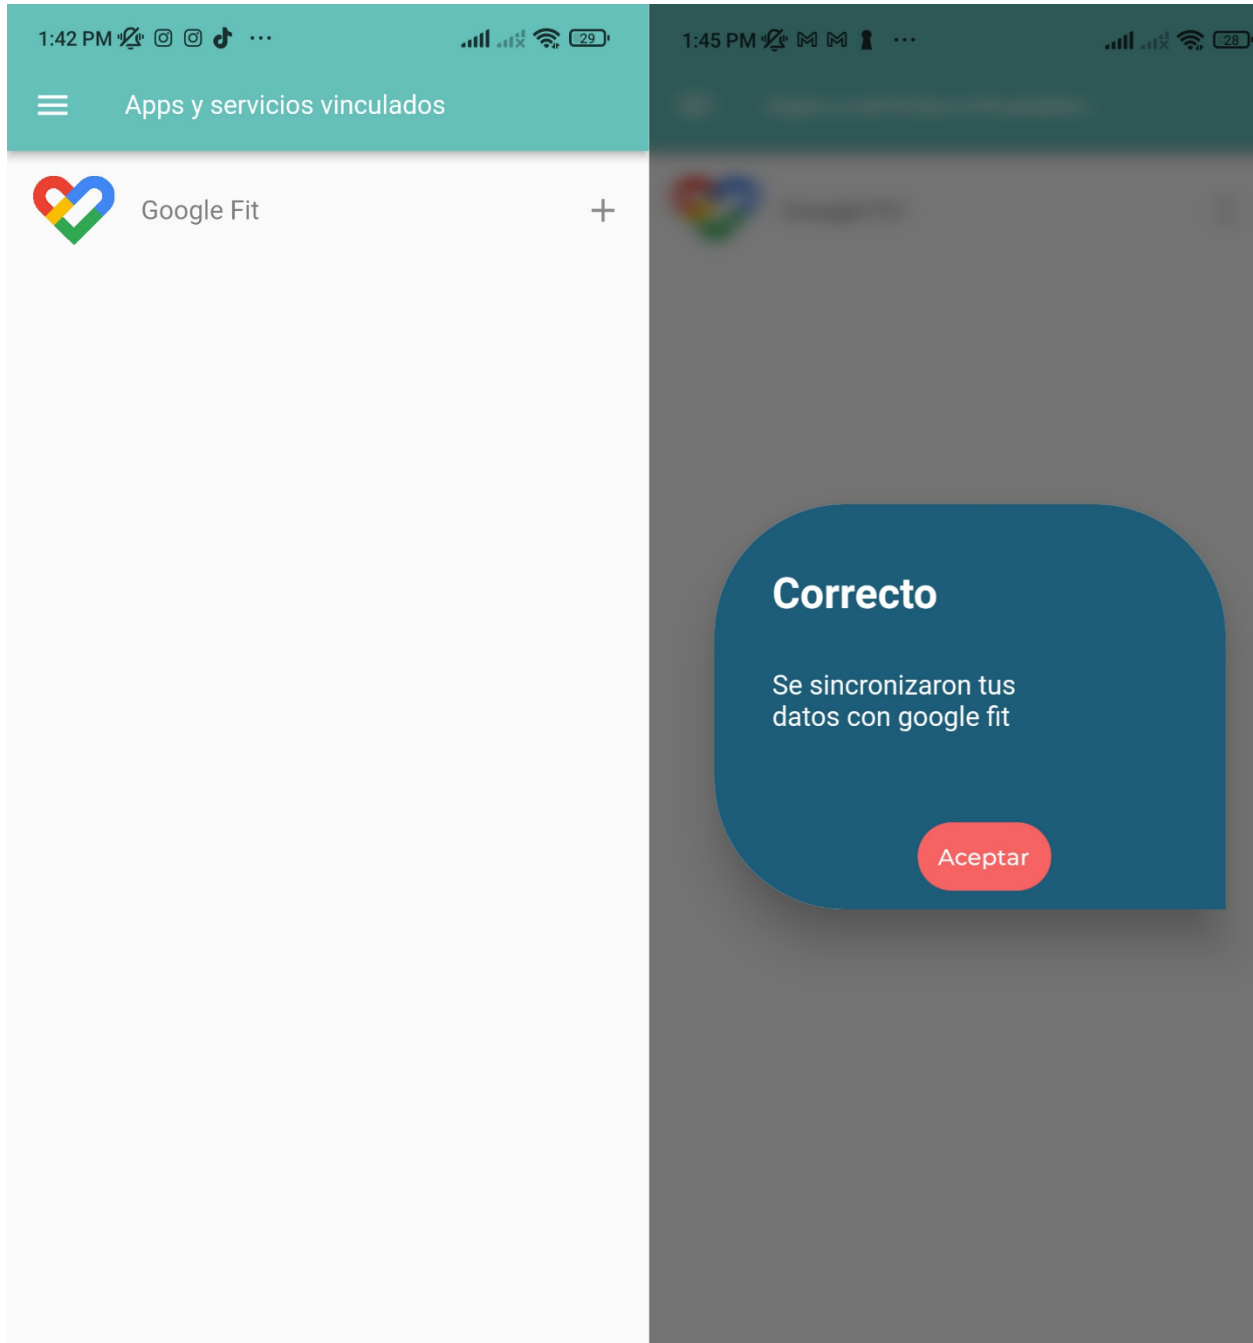 1:42 PM
29
Apps y servicios vinculados
Google Fit
1:45 PM
28
Correcto
Se sincronizaron tus
datos con google fit
Aceptar